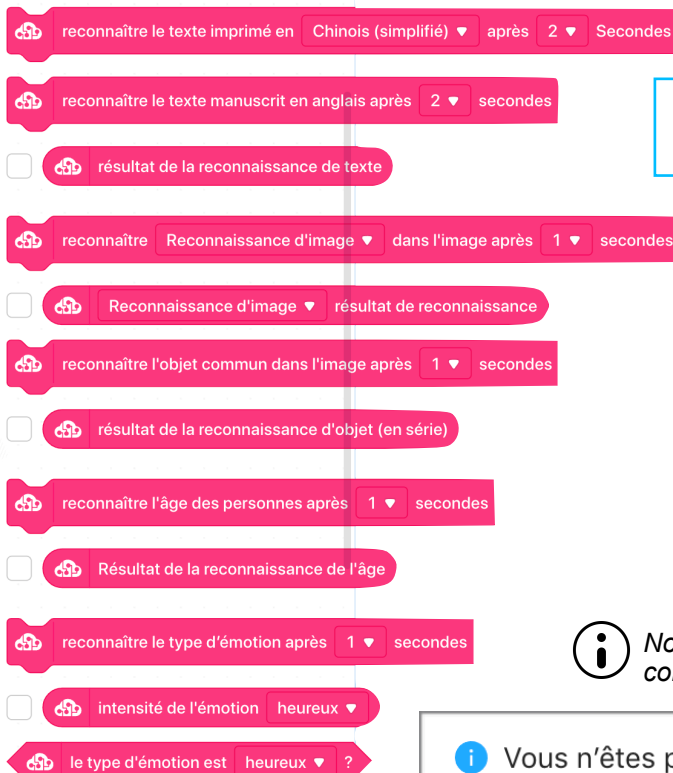 reconnaître le texte imprimé en Chinois (simplifié) après 2 Secondes
reconnaître le texte manuscrit en anglais après 2 secondes
résultat de la reconnaissance de texte
reconnaître Reconnaissance d'image dans l'image après 1 secondes
Reconnaissance d'image résultat de reconnaissance
reconnaître l'objet commun dans l'image après 1 secondes
résultat de la reconnaissance d'objet (en série)
reconnaître l'âge des personnes après 1 secondes
Résultat de la reconnaissance de l'âge
reconnaître le type d’émotion après 1 secondes
intensité de l'émotion heureux
le type d'émotion est heureux ?
Vous n’êtes